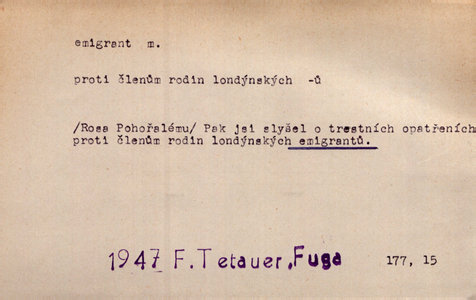 emigrant m.
proti členům rodin londýnských -ů
/Rosa Pohořalému/ Pak jsi slyšel o trestních opatřeních
proti členům rodin londýnských emigrantů.
1947 F. Tetauer, Fuga 177, 15